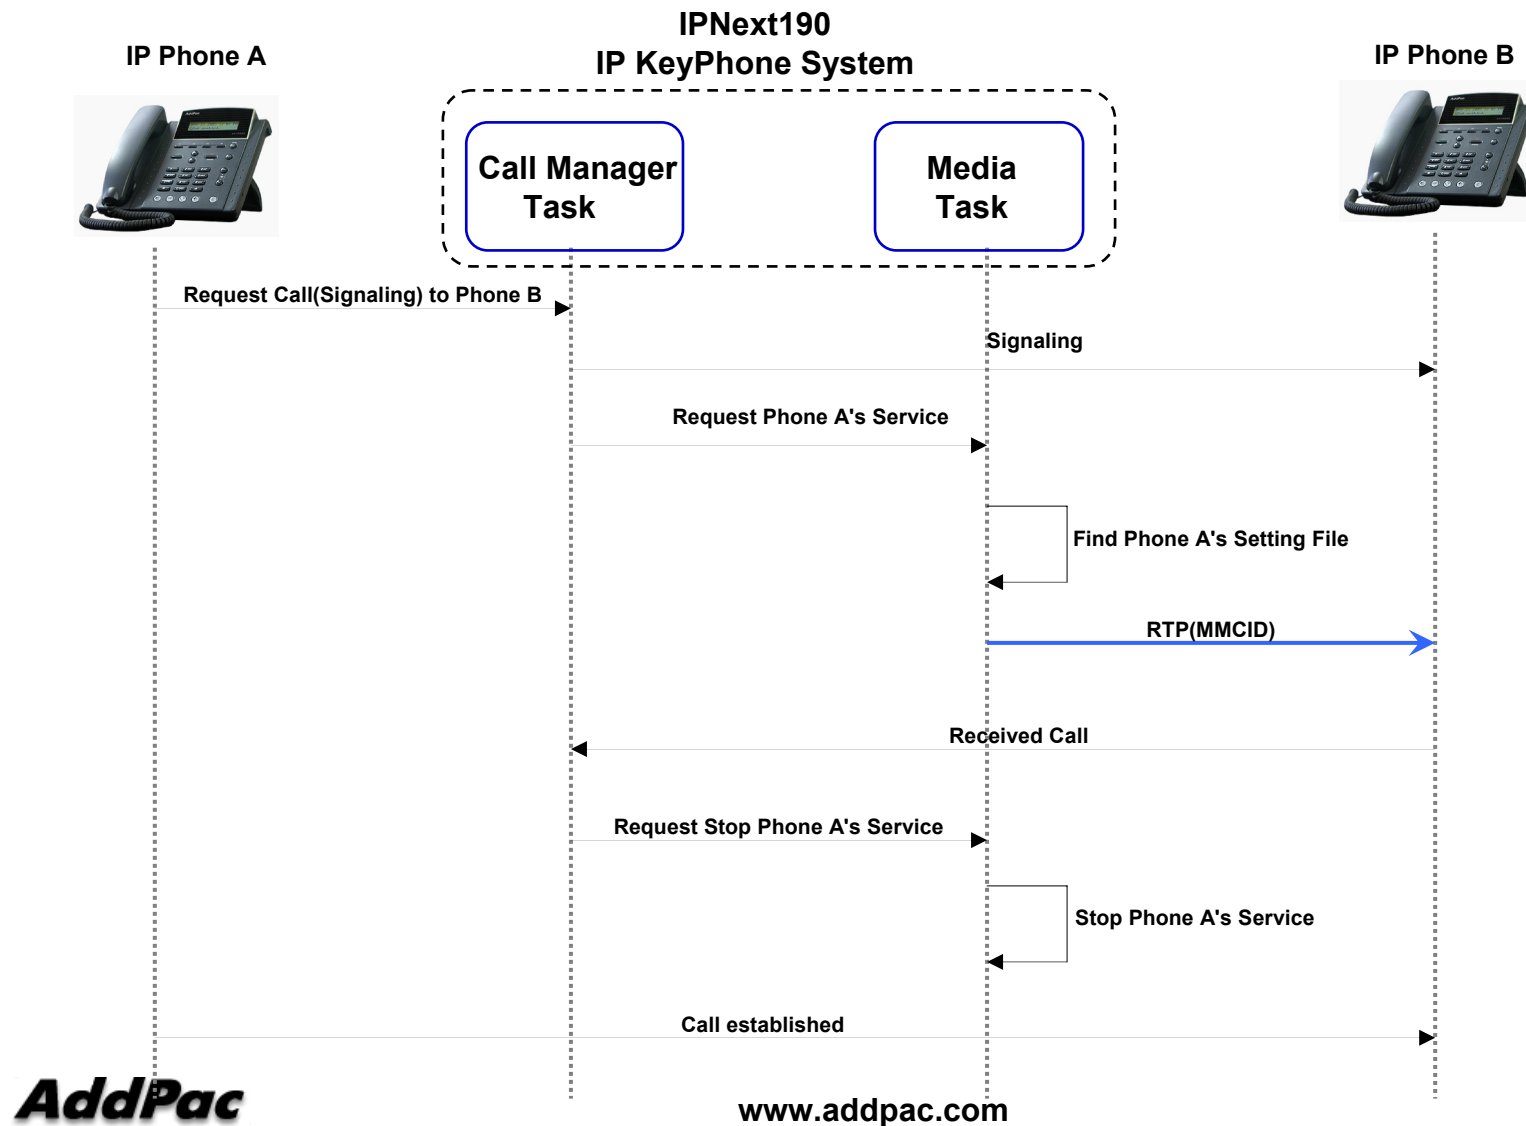 IPNext190
IP KeyPhone System
IP Phone A
IP Phone B
Call Manager
Task
Media
Task
Request Call(Signaling) to Phone B
Signaling
Request Phone A's Service
Find Phone A's Setting File
RTP(MMCID)
Received Call
Request Stop Phone A's Service
Stop Phone A's Service
Call established
AddPac
www.addpac.com